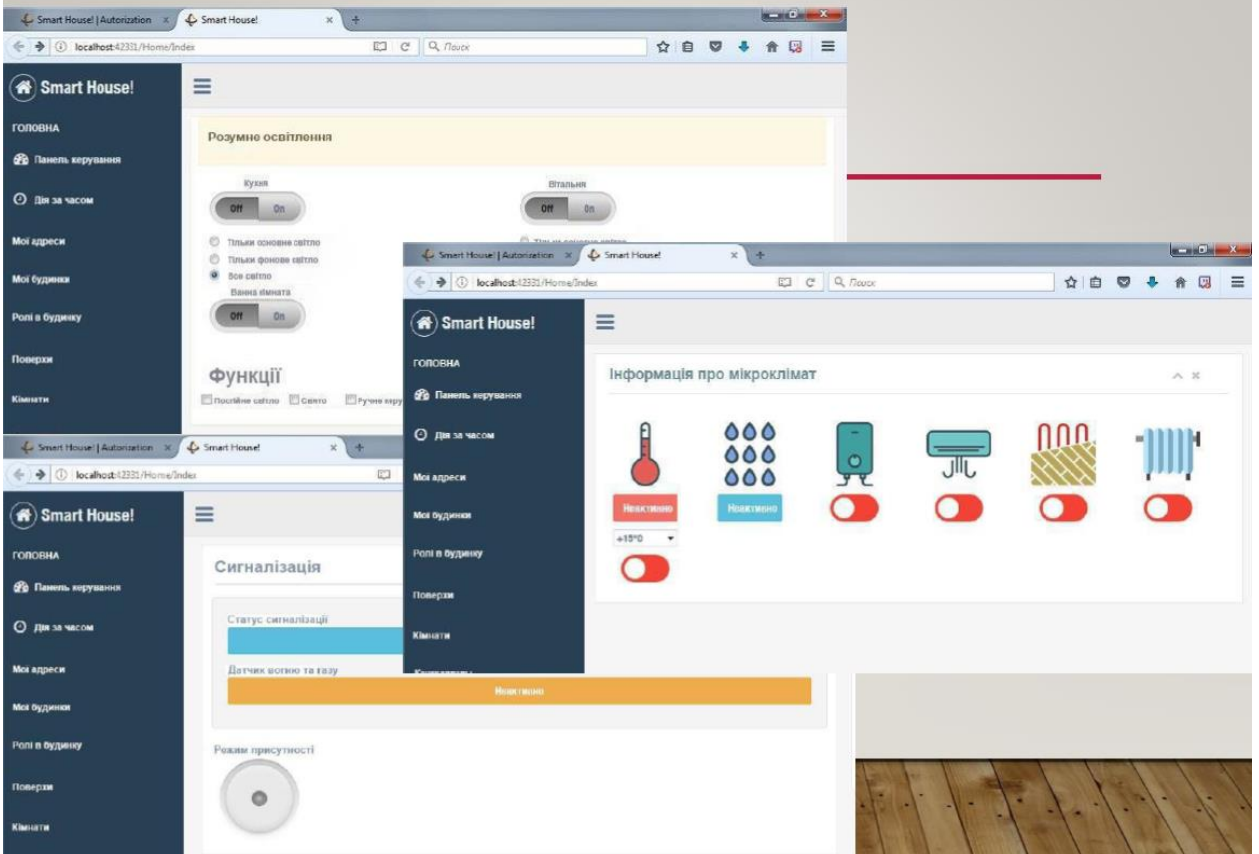 Smart House! | Autorization
Smart House!
localhost:42331/Home/Index
Поиск
Smart House!
ГОЛОВНА
Панель керування
Дія за часом
Мої адреси
Мої будинки
Ролі в будинку
Поверхи
Кімнати
Розумне освітлення
Кухня
Off On
Вітальня
Off On
Тільки основне світло
Тільки фонове світло
Все світло
Ванна кімната
Off On
Тільки основне світло
Функції
Постійне світло Свято Ручне керу
Smart House! | Autorization
Smart House!
localhost:42331/Home/Index
Поиск
Smart House!
ГОЛОВНА
Панель керування
Дія за часом
Мої адреси
Мої будинки
Ролі в будинку
Поверхи
Кімнати
Інформація про мікроклімат
Неактивно
Неактивно
+15°C
Smart House! | Autorization
Smart House!
localhost:42331/Home/Index
Smart House!
ГОЛОВНА
Панель керування
Дія за часом
Мої адреси
Мої будинки
Ролі в будинку
Поверхи
Кімнати
Сигналізація
Статус сигналізації
Датчик вогню та газу
Неактивно
Режим присутності